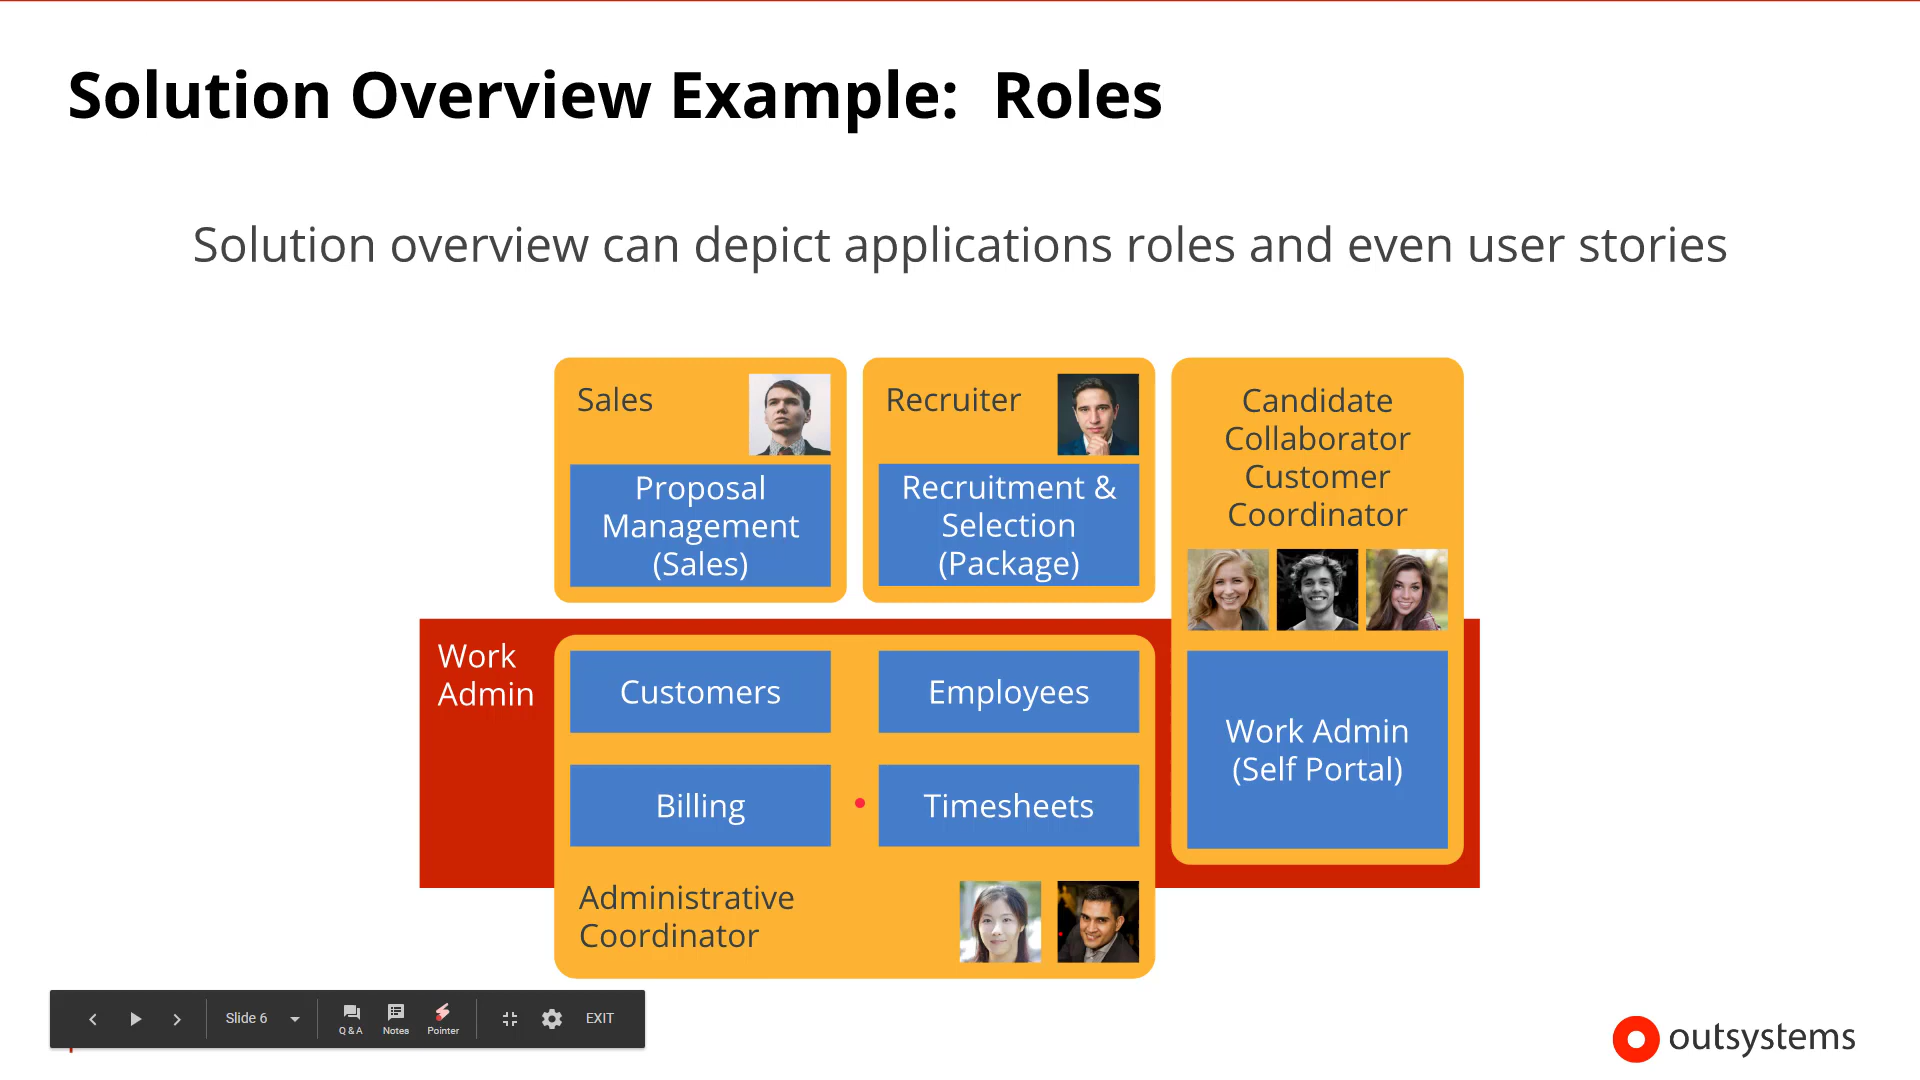 Solution Overview Example:  Roles
Solution overview can depict applications roles and even user stories
Sales
Proposal
Management
(Sales)
Recruiter
Recruitment &
Selection
(Package)
Candidate
Collaborator
Customer
Coordinator
Work
Admin
Customers
Employees
Billing
Timesheets
Work Admin
(Self Portal)
Administrative
Coordinator
Slide 6
Q & A
Notes
Pointer
EXIT
outsystems